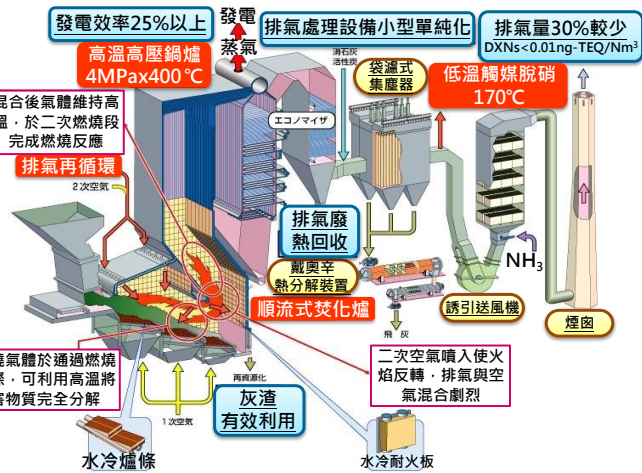 發電效率25%以上
發電
蒸氣
排氣處理設備小型單純化
排氣量30%較少
DXNs<0.01ng-TEQ/Nm³
高溫高壓鍋爐
4MPax400℃
消石灰
活性炭
袋濾式
集塵器
低溫觸媒脫硝
170℃
混合後氣體維持高
溫，於二次燃燒段
完成燃燒反應
エコノマイザ
排氣再循環
2次空気
排氣廢
熱回收
戴奧辛
熱分解裝置
NH₃
順流式焚化爐
誘引送風機
煙囪
飛灰
燒氣體於通過燃燒
，可利用高溫將
害物質完全分解
二次空氣噴入使火
焰反轉，排氣與空
氣混合劇烈
再資源化
灰渣
有效利用
1次空気
水冷爐條
水冷耐火板